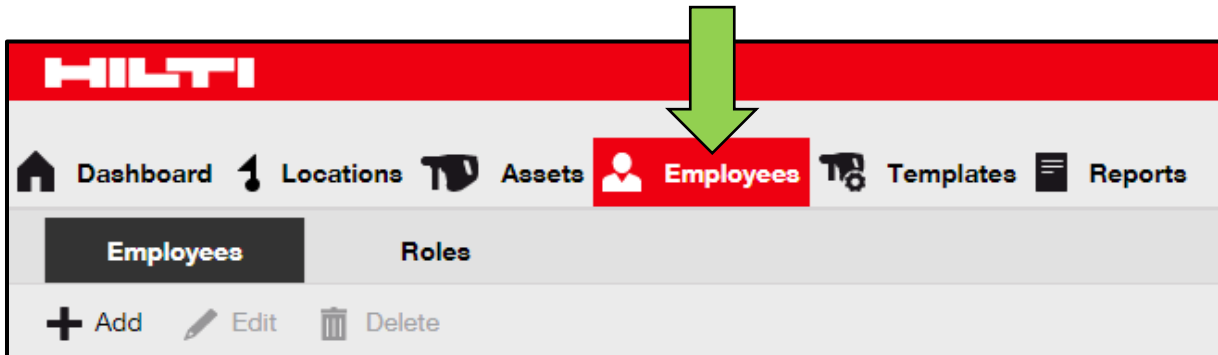 HILTI
Dashboard Locations Assets Employees Templates Reports
Employees Roles
Add Edit Delete